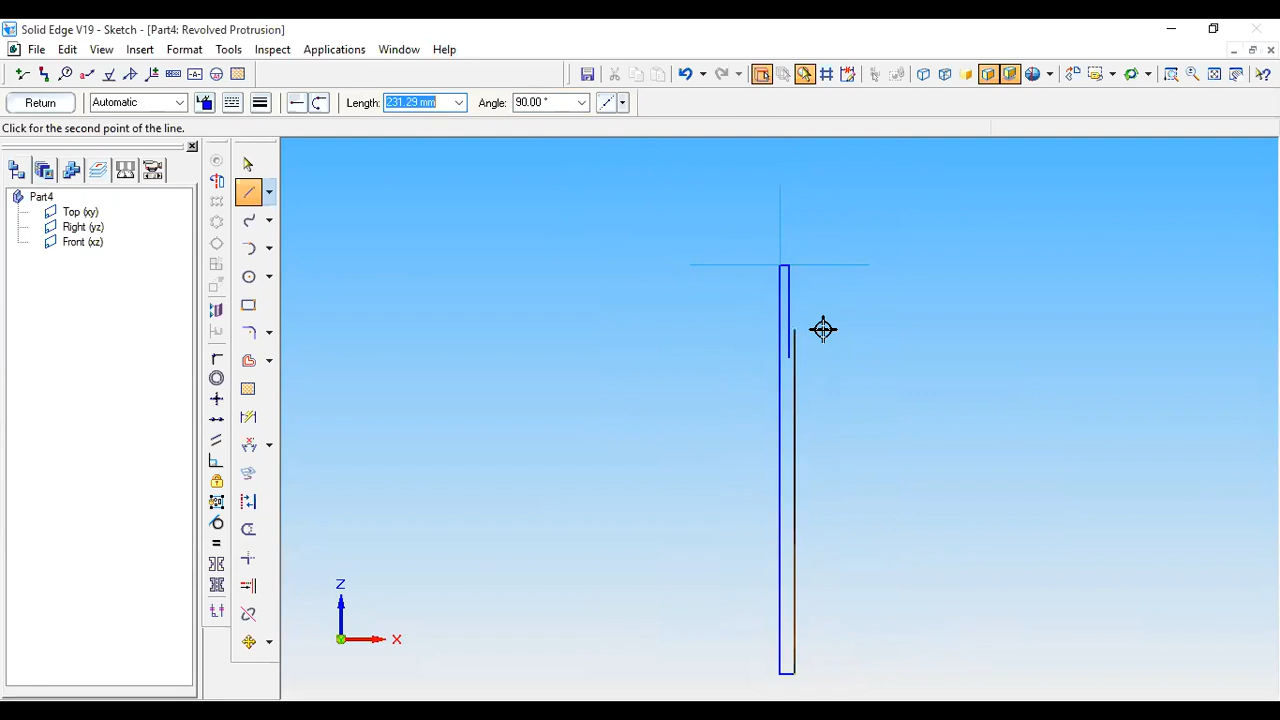 Solid Edge V19 - Sketch - [Part4: Revolved Protrusion]
File Edit View Insert Format Tools Inspect Applications Window Help
Return Automatic Length: 231.29 mm Angle: 90.00 °
Click for the second point of the line.
Part4
Top (xy)
Right (yz)
Front (xz)
Z
X